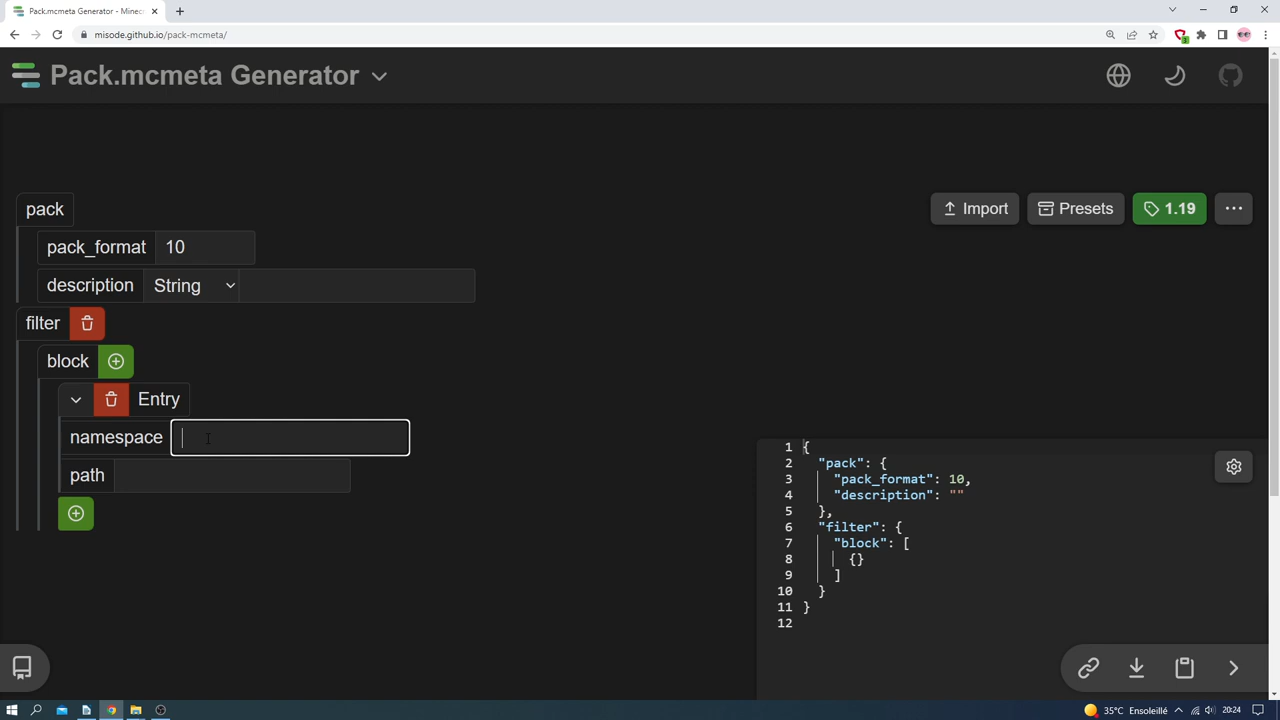 Pack.mcmeta Generator - Minec
misode.github.io/pack-mcmeta/
Pack.mcmeta Generator
Import
Presets
1.19
pack
pack_format 10
description String
filter
block
Entry
namespace
path
1 {
2 "pack": {
3 "pack_format": 10,
4 "description": ""
5 },
6 "filter": {
7 "block": [
8 {}
9 ]
10 }
11 }
12
35°C Ensoleillé 2024